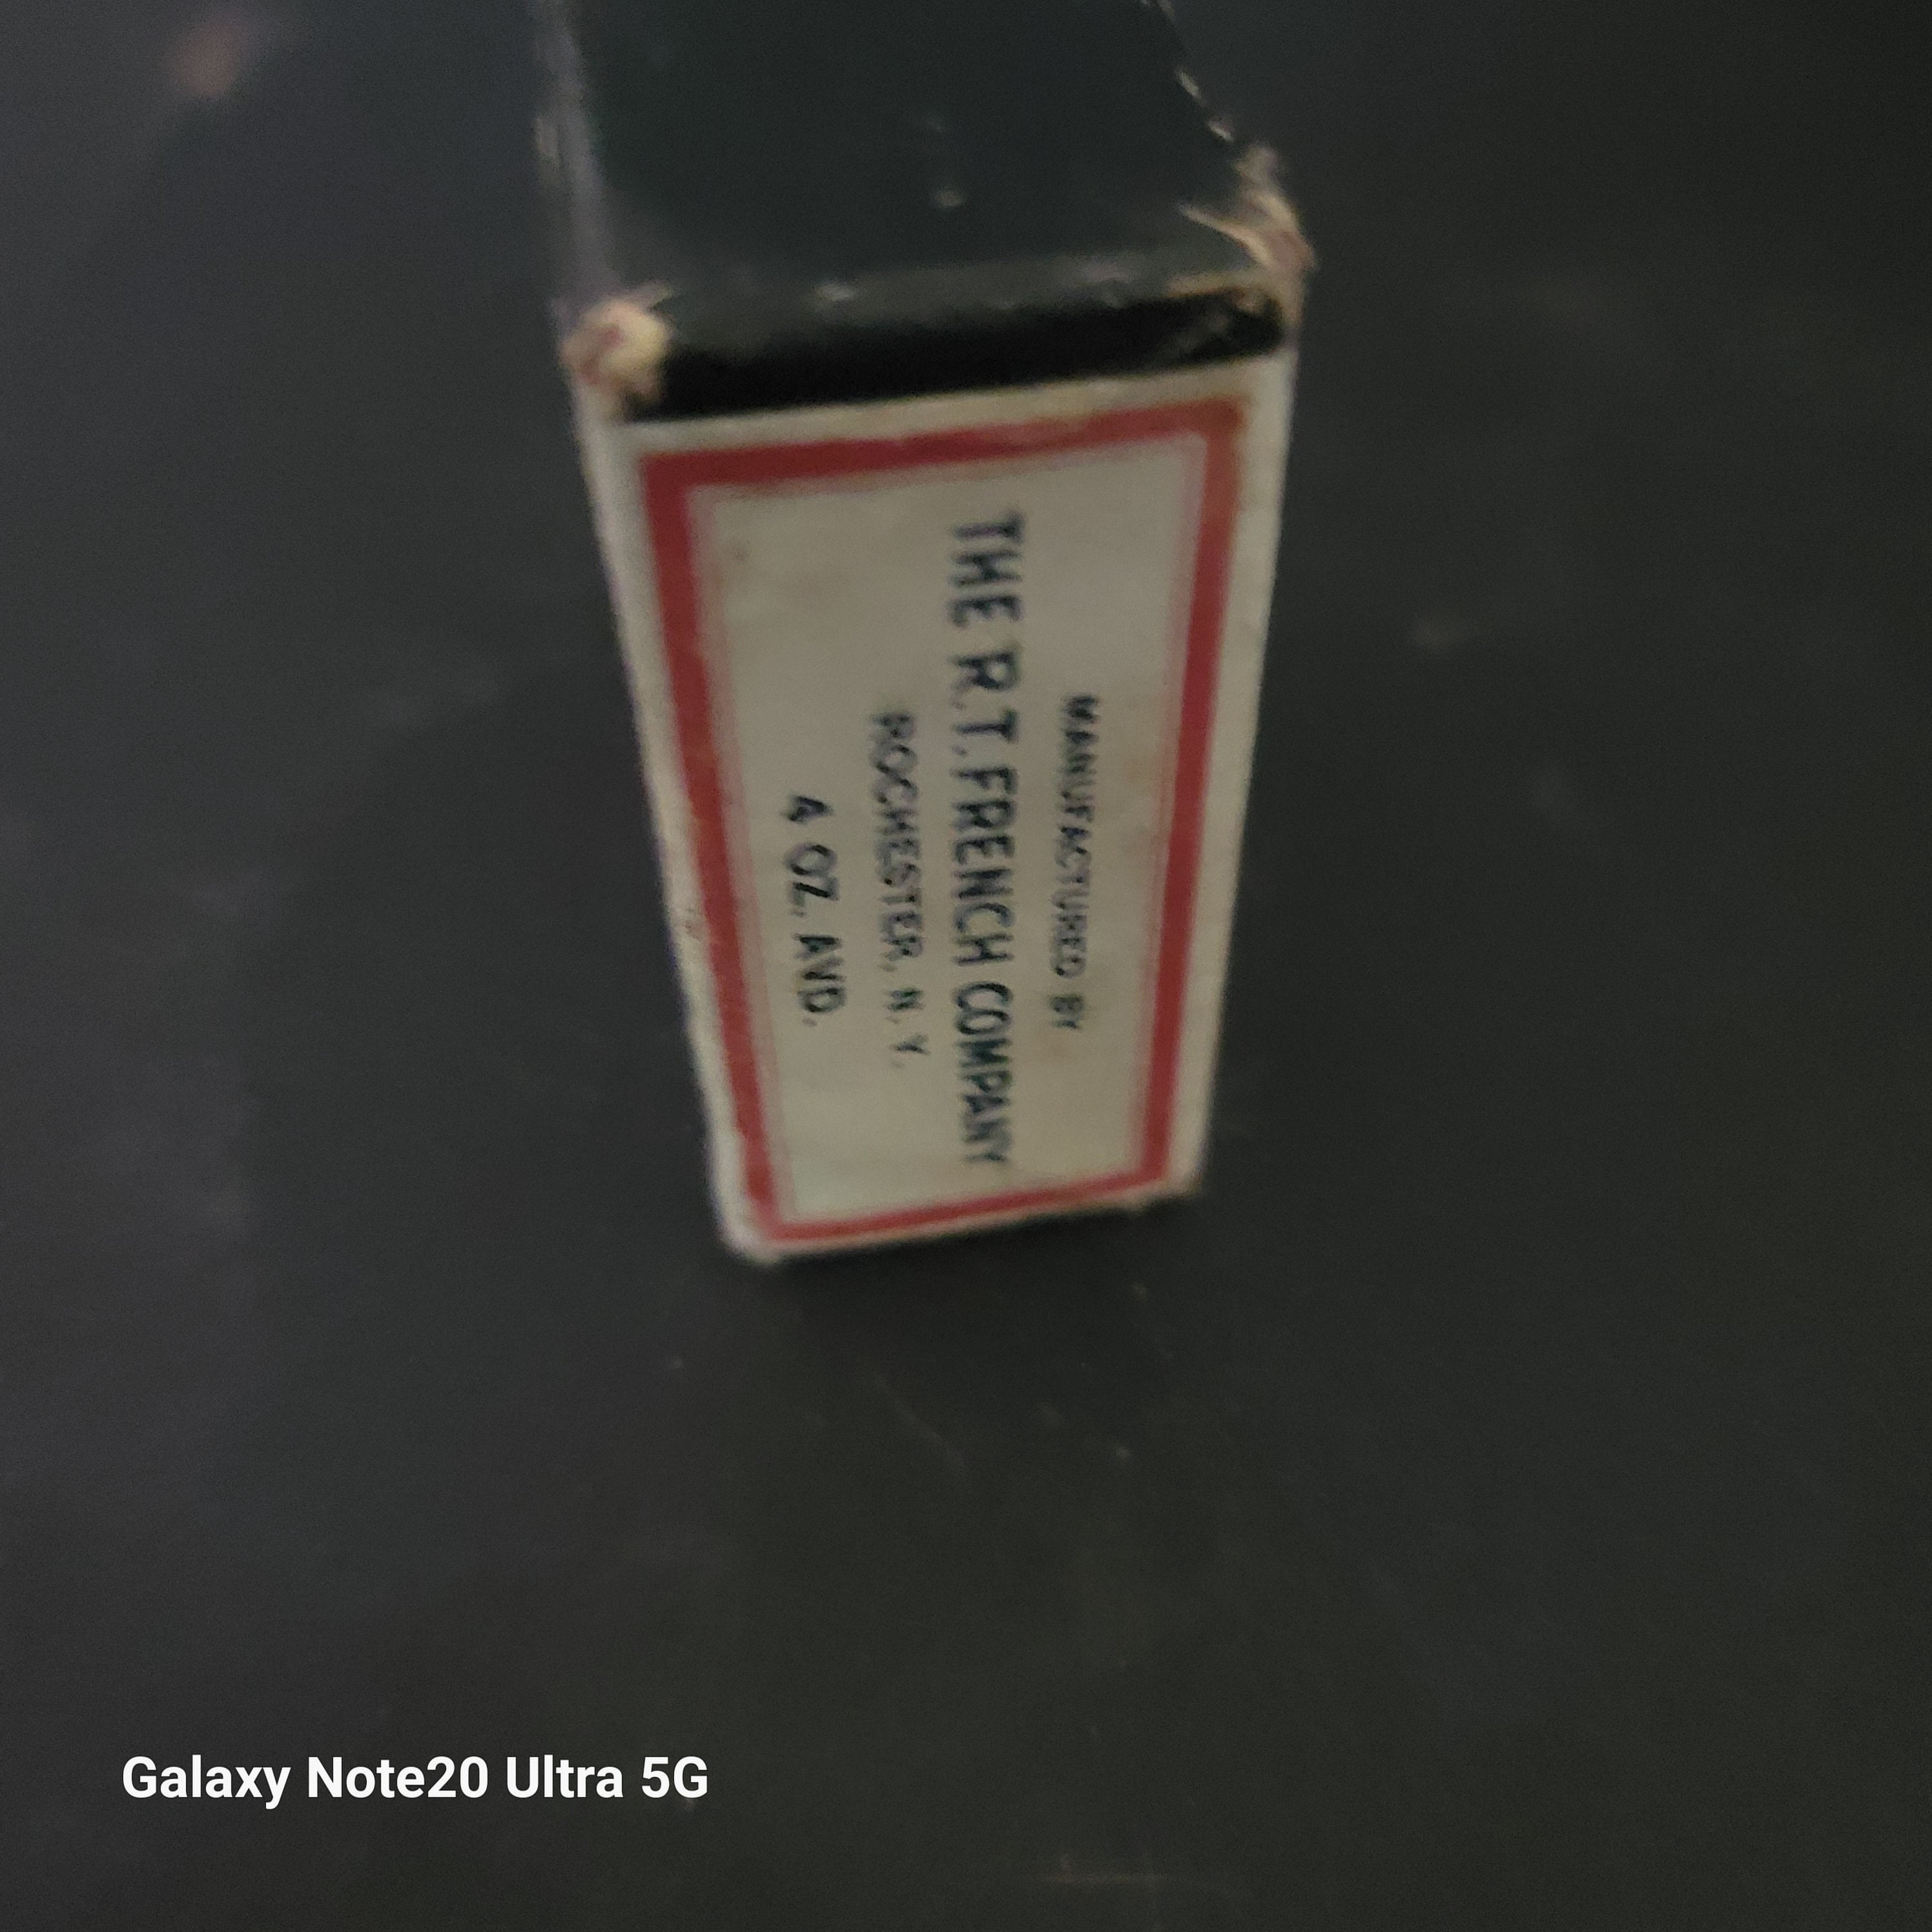 MANUFACTURED BY
THE R.T. FRENCH COMPANY
ROCHESTER, N. Y.
4 OZ. AVD.
Galaxy Note20 Ultra 5G